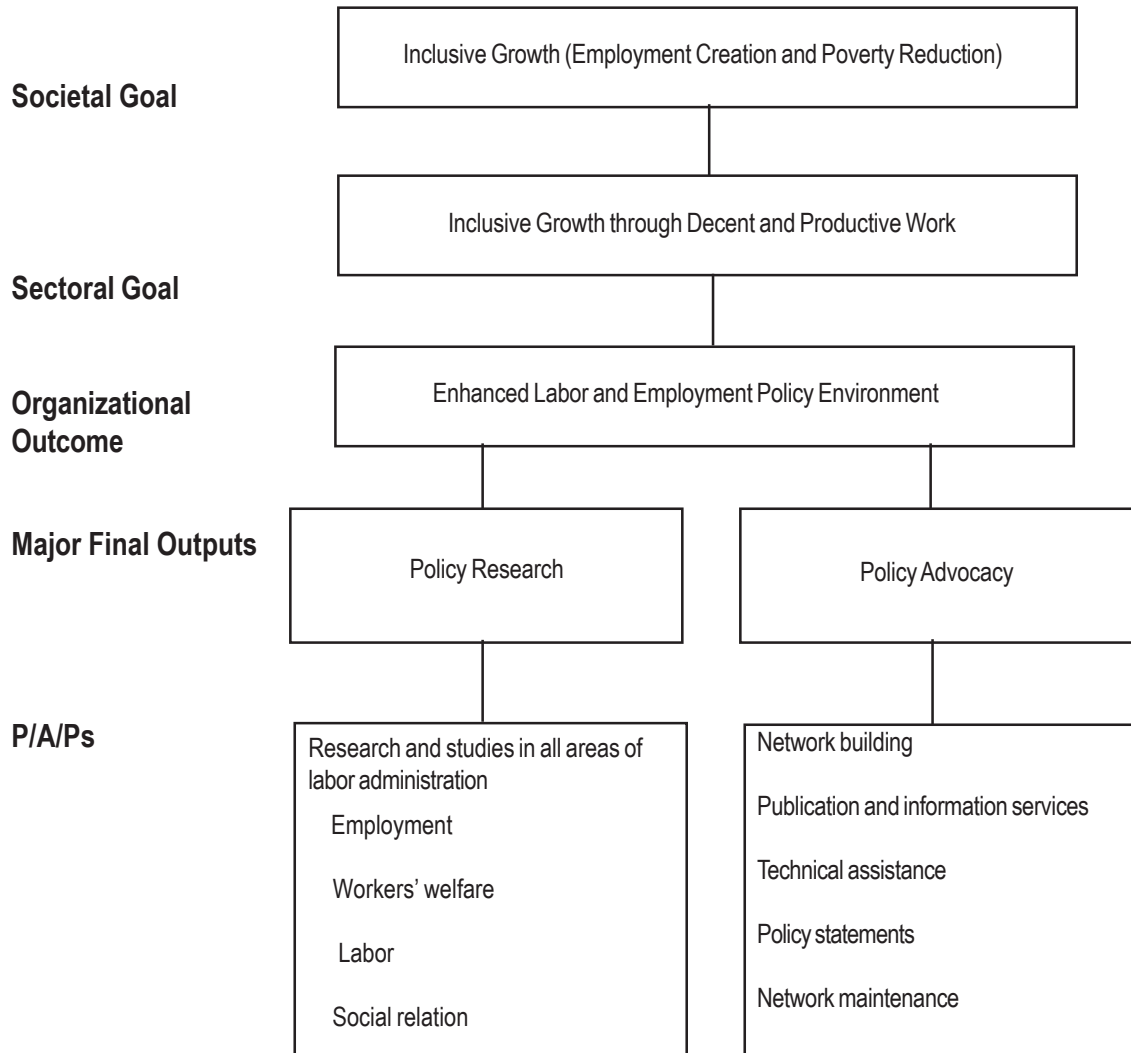 Inclusive Growth (Employment Creation and Poverty Reduction)
Societal Goal
Inclusive Growth through Decent and Productive Work
Sectoral Goal
Enhanced Labor and Employment Policy Environment
Organizational
Outcome
Major Final Outputs
Policy Research
Policy Advocacy
P/A/Ps
Research and studies in all areas of
labor administration
Employment
Workers’ welfare
Labor
Social relation
Network building
Publication and information services
Technical assistance
Policy statements
Network maintenance